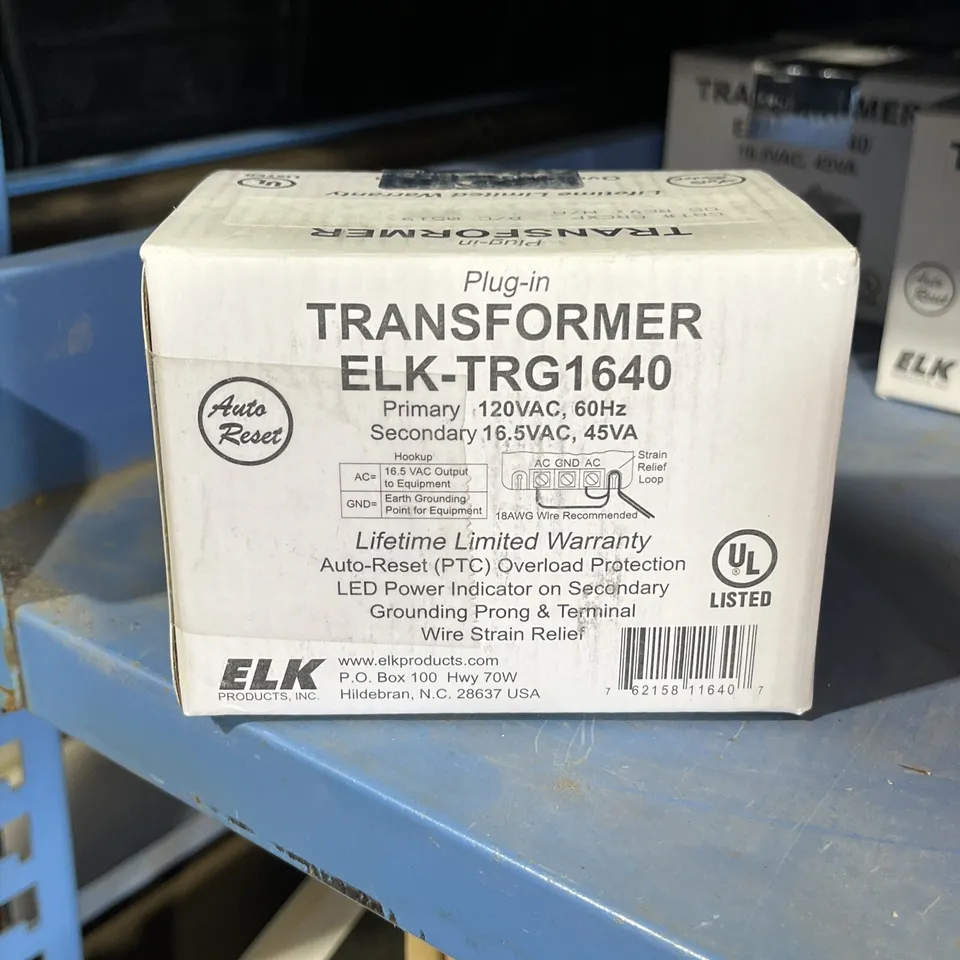 UL LISTED
Lifetime Limited Warranty
Plug-in
TRANSFORMER
Plug-in
TRANSFORMER
ELK-TRG1640
Primary 120VAC, 60Hz
Secondary 16.5VAC, 45VA
Auto
Reset
Hookup
AC= 16.5 VAC Output
to Equipment
GND= Earth Grounding
Point for Equipment
AC GND AC
Strain
Relief
Loop
18AWG Wire Recommended
Lifetime Limited Warranty
Auto-Reset (PTC) Overload Protection
LED Power Indicator on Secondary
Grounding Prong & Terminal
Wire Strain Relief
UL
LISTED
ELK
PRODUCTS, INC.
www.elkproducts.com
P.O. Box 100 Hwy 70W
Hildebran, N.C. 28637 USA
7 62158 11640 7
16.5VAC, 45VA
Auto
Reset
ELK